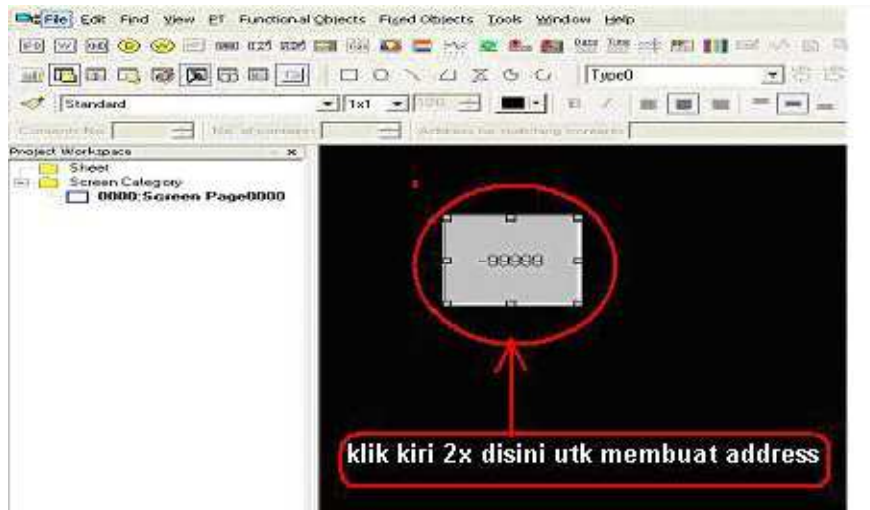 File Edit Find View PT Functional Objects Fixed Objects Tools Window Help
Type0
Standard 1x1
Project Workspace
Sheet
Screen Category
0000:Screen Page0000
-99999
klik kiri 2x disini utk membuat address